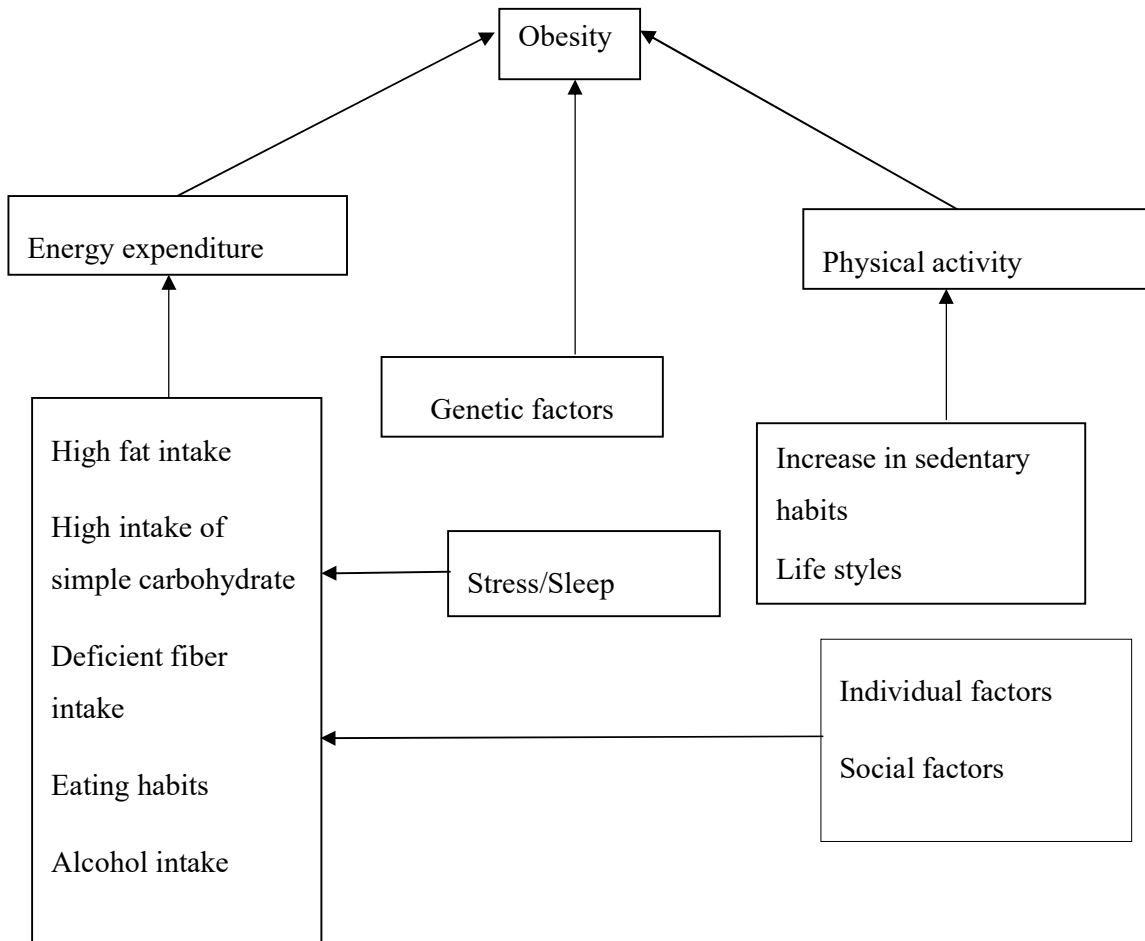 Obesity
Energy expenditure
Physical activity
Genetic factors
High fat intake
High intake of
simple carbohydrate
Deficient fiber
intake
Eating habits
Alcohol intake
Stress/Sleep
Increase in sedentary
habits
Life styles
Individual factors
Social factors